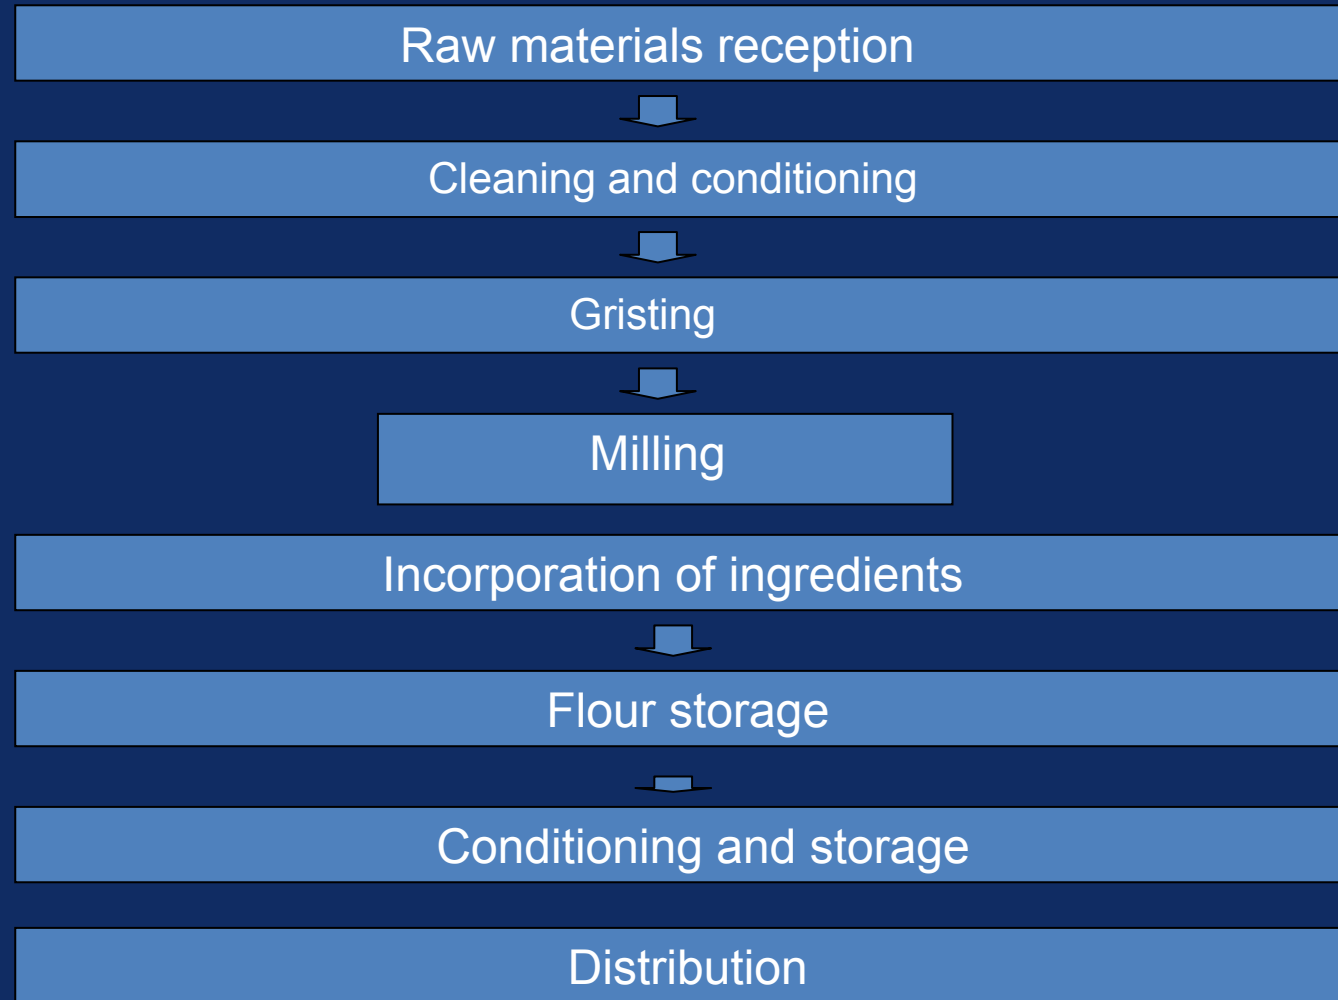 Raw materials reception
Cleaning and conditioning
Gristing
Milling
Incorporation of ingredients
Flour storage
Conditioning and storage
Distribution